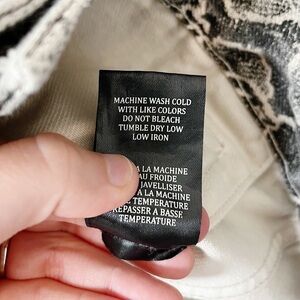 MACHINE WASH COLD
WITH LIKE COLORS
DO NOT BLEACH
TUMBLE DRY LOW
LOW IRON
A LA MACHINE
AU FROIDE
JAVELLISER
A LA MACHINE
TEMPERATURE
REPASSER A BASSE
TEMPERATURE